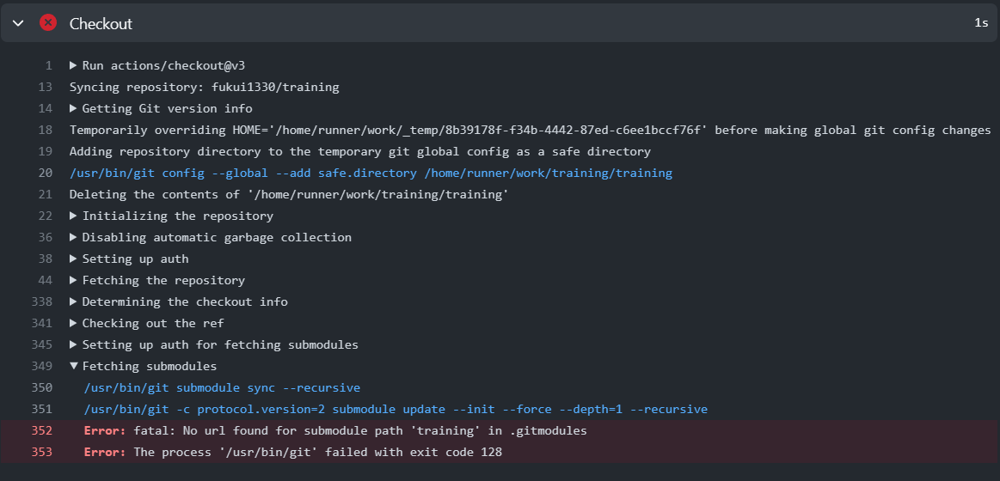 Checkout 1s
1 Run actions/checkout@v3
13 Syncing repository: fukui1330/training
14 Getting Git version info
18 Temporarily overriding HOME='/home/runner/work/_temp/8b39178f-f34b-4442-87ed-c6ee1bccf76f' before making global git config changes
19 Adding repository directory to the temporary git global config as a safe directory
20 /usr/bin/git config --global --add safe.directory /home/runner/work/training/training
21 Deleting the contents of '/home/runner/work/training/training'
22 Initializing the repository
36 Disabling automatic garbage collection
38 Setting up auth
44 Fetching the repository
338 Determining the checkout info
341 Checking out the ref
345 Setting up auth for fetching submodules
349 Fetching submodules
350 /usr/bin/git submodule sync --recursive
351 /usr/bin/git -c protocol.version=2 submodule update --init --force --depth=1 --recursive
352 Error: fatal: No url found for submodule path 'training' in .gitmodules
353 Error: The process '/usr/bin/git' failed with exit code 128